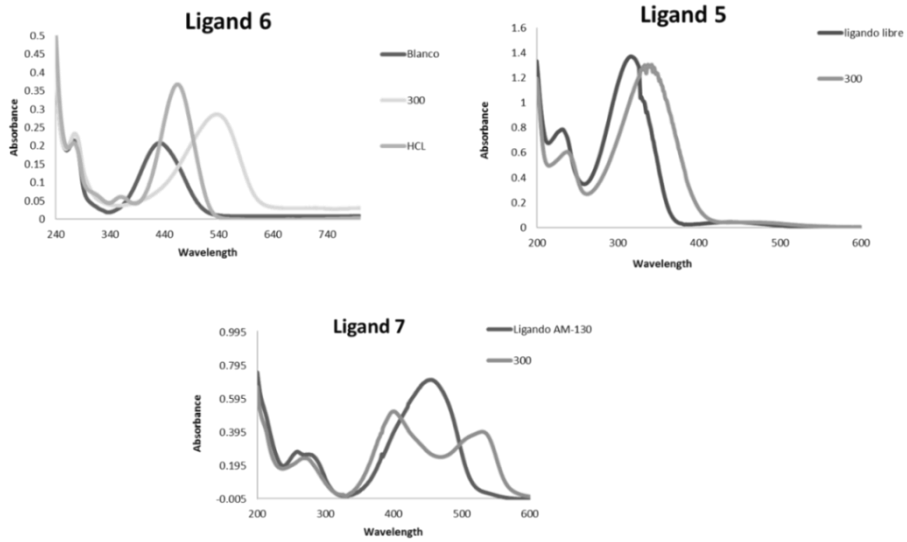 Ligand 6
0.5
0.45
0.4
0.35
0.3
0.25
0.2
0.15
0.1
0.05
0
Absorbance
240 340 440 540 640 740
Wavelength
Blanco
300
HCL
Ligand 5
1.6
1.4
1.2
1
0.8
0.6
0.4
0.2
0
Absorbance
200 300 400 500 600
Wavelength
ligando libre
300
Ligand 7
0.995
0.795
0.595
0.395
0.195
-0.005
Absorbance
200 300 400 500 600
Wavelength
Ligando AM-130
300